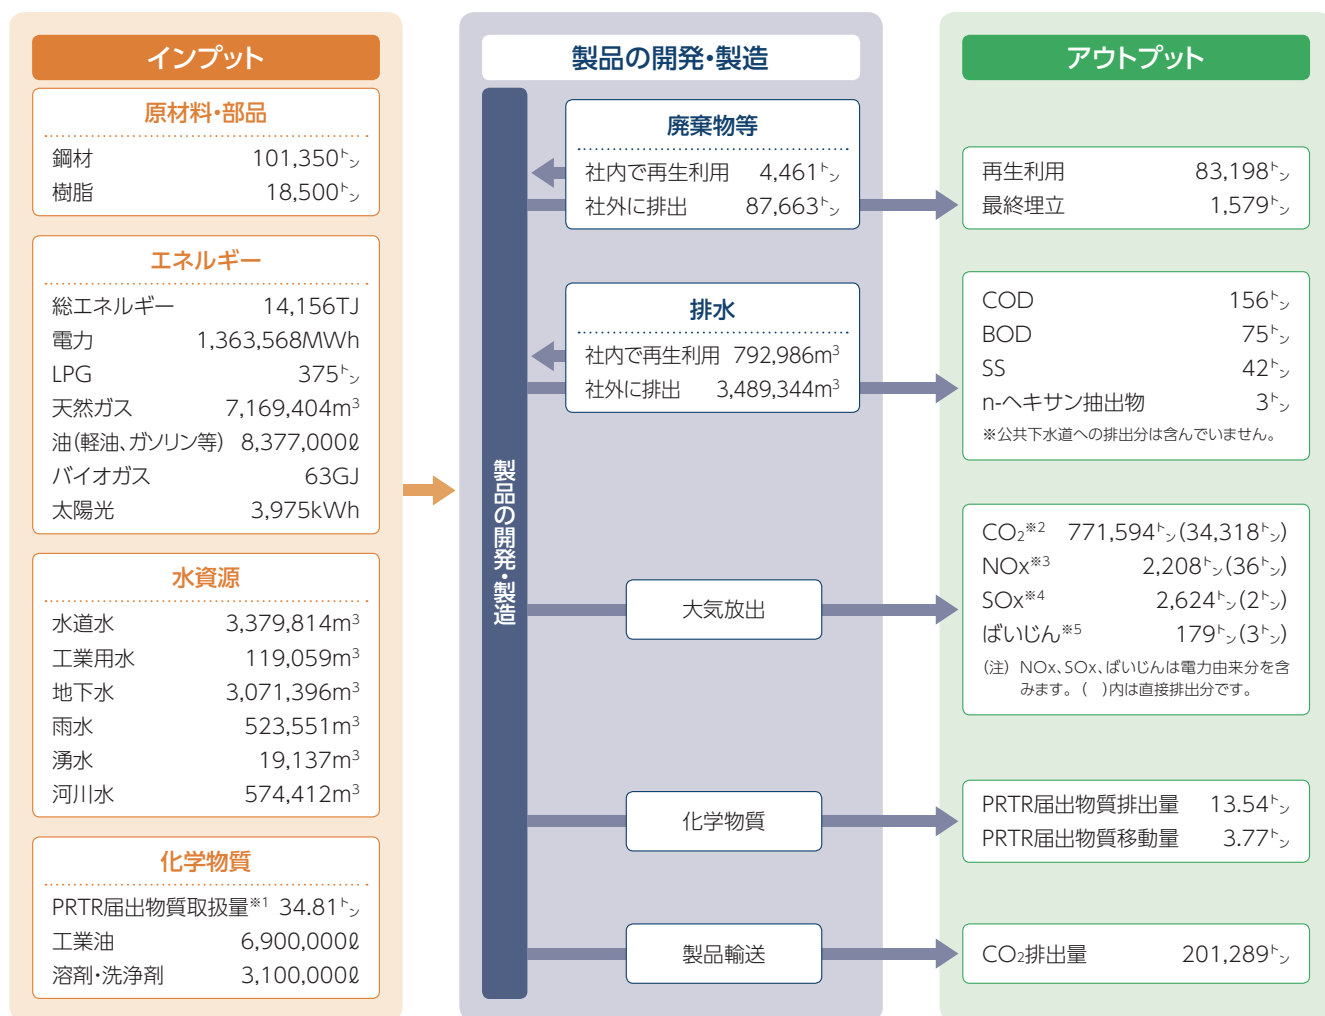 インプット
原材料・部品
鋼材 101,350トン
樹脂 18,500トン
エネルギー
総エネルギー 14,156TJ
電力 1,363,568MWh
LPG 375トン
天然ガス 7,169,404m³
油(軽油、ガソリン等) 8,377,000ℓ
バイオガス 63GJ
太陽光 3,975kWh
水資源
水道水 3,379,814m³
工業用水 119,059m³
地下水 3,071,396m³
雨水 523,551m³
湧水 19,137m³
河川水 574,412m³
化学物質
PRTR届出物質取扱量※1 34.81トン
工業油 6,900,000ℓ
溶剤・洗浄剤 3,100,000ℓ
製品の開発・製造
製品の開発・製造
廃棄物等
社内で再生利用 4,461トン
社外に排出 87,663トン
排水
社内で再生利用 792,986m³
社外に排出 3,489,344m³
大気放出
化学物質
製品輸送
アウトプット
再生利用 83,198トン
最終埋立 1,579トン
COD 156トン
BOD 75トン
SS 42トン
n-ヘキサン抽出物 3トン
※公共下水道への排出分は含んでいません。
CO₂※2 771,594トン(34,318トン)
NOx※3 2,208トン(36トン)
SOx※4 2,624トン(2トン)
ばいじん※5 179トン(3トン)
(注) NOx、SOx、ばいじんは電力由来分を含
みます。( )内は直接排出分です。
PRTR届出物質排出量 13.54トン
PRTR届出物質移動量 3.77トン
CO₂排出量 201,289トン